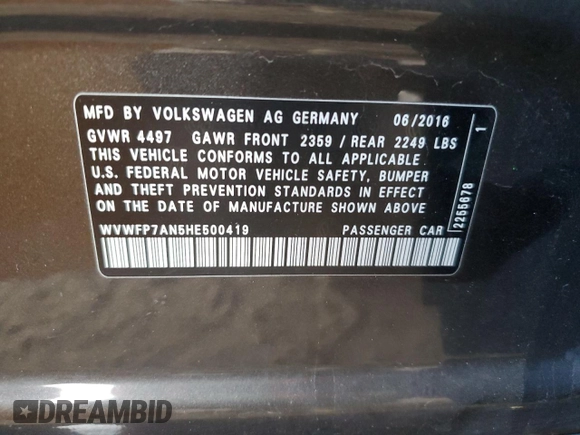 MFD BY VOLKSWAGEN AG GERMANY 06/2016
GVWR 4497 GAWR FRONT 2359 / REAR 2249 LBS
THIS VEHICLE CONFORMS TO ALL APPLICABLE
U.S. FEDERAL MOTOR VEHICLE SAFETY, BUMPER
AND THEFT PREVENTION STANDARDS IN EFFECT
ON THE DATE OF MANUFACTURE SHOWN ABOVE
WVWFP7AN5HE500419 PASSENGER CAR
2255678 1
DREAMBID